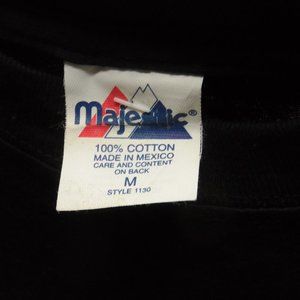 Majestic®
100% COTTON
MADE IN MEXICO
CARE AND CONTENT
ON BACK
M
STYLE 1130